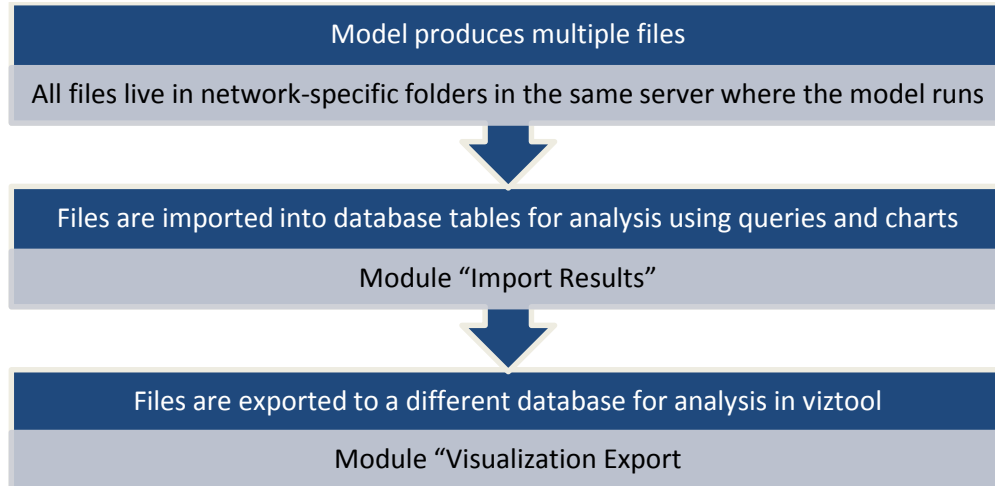 Model produces multiple files
All files live in network-specific folders in the same server where the model runs
Files are imported into database tables for analysis using queries and charts
Module “Import Results”
Files are exported to a different database for analysis in viztool
Module “Visualization Export